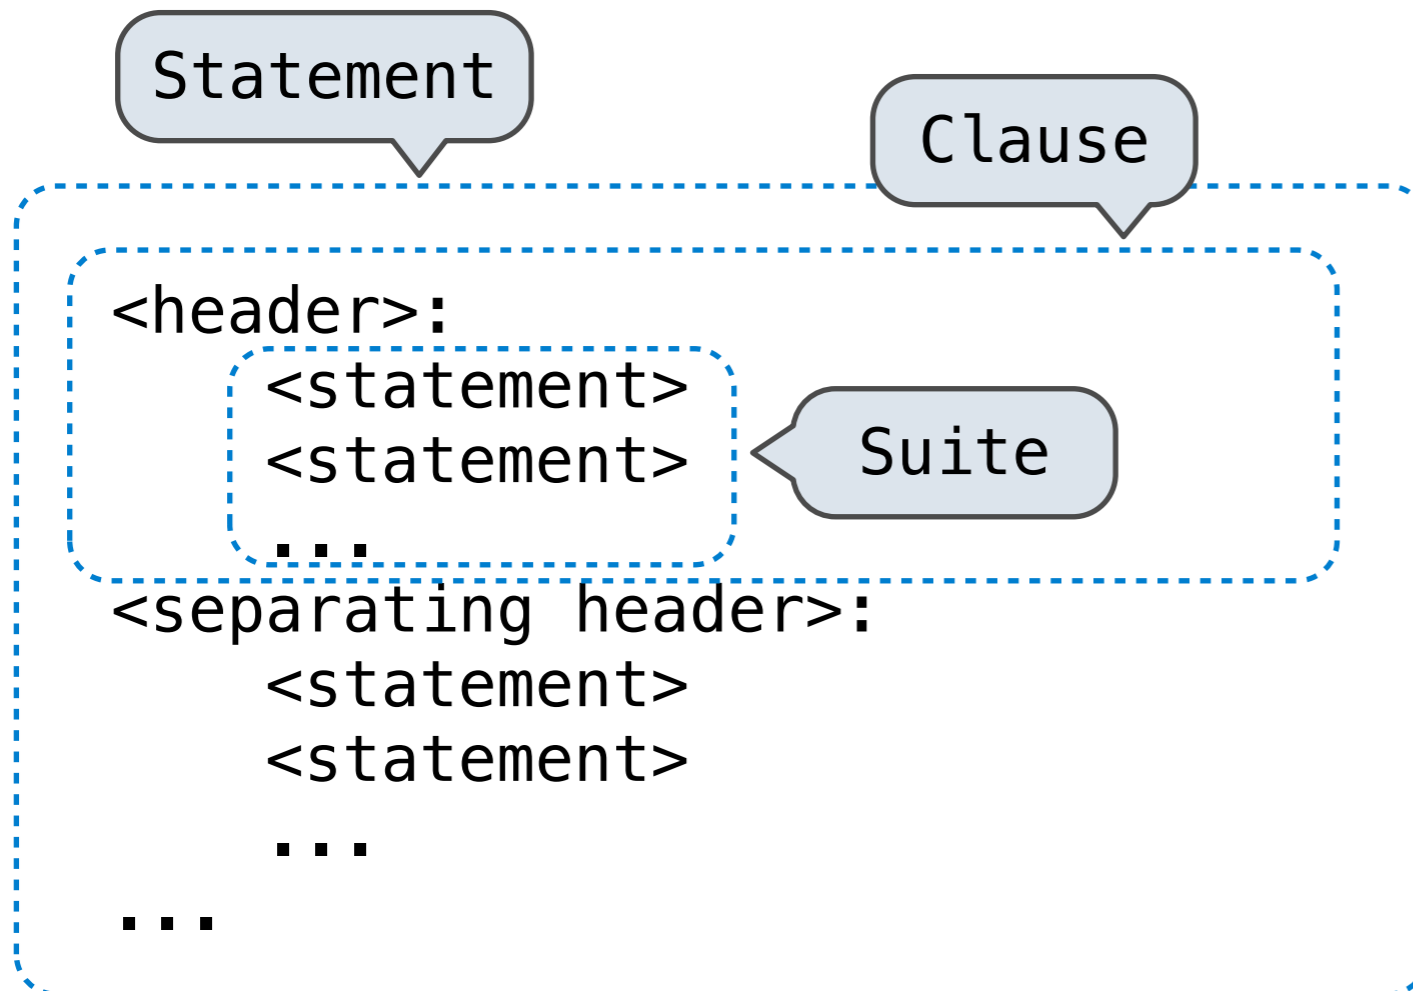 Statement
Clause
<header>:
<statement>
<statement>
Suite
...
<separating header>:
<statement>
<statement>
...
...